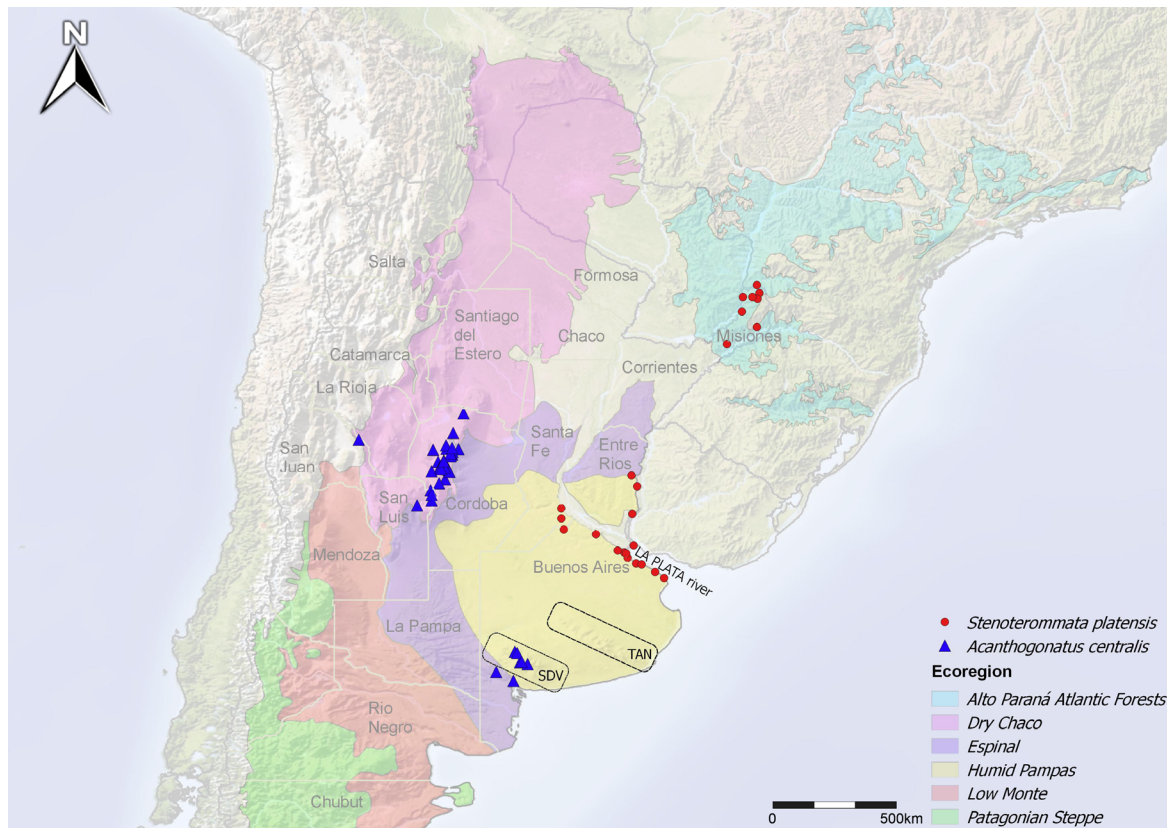 N
Salta
Formosa
Santiago
del
Estero
Chaco
Misiones
Catamarca
Corrientes
La Rioja
Santa
Fe
Entre
Rios
San
Juan
San
Luis
Cordoba
Mendoza
Buenos Aires
LA PLATA river
La Pampa
TAN
SDV
Rio
Negro
Chubut
Stenoterommata platensis
Acanthogonatus centralis
Ecoregion
Alto Paraná Atlantic Forests
Dry Chaco
Espinal
Humid Pampas
Low Monte
Patagonian Steppe
0 500km